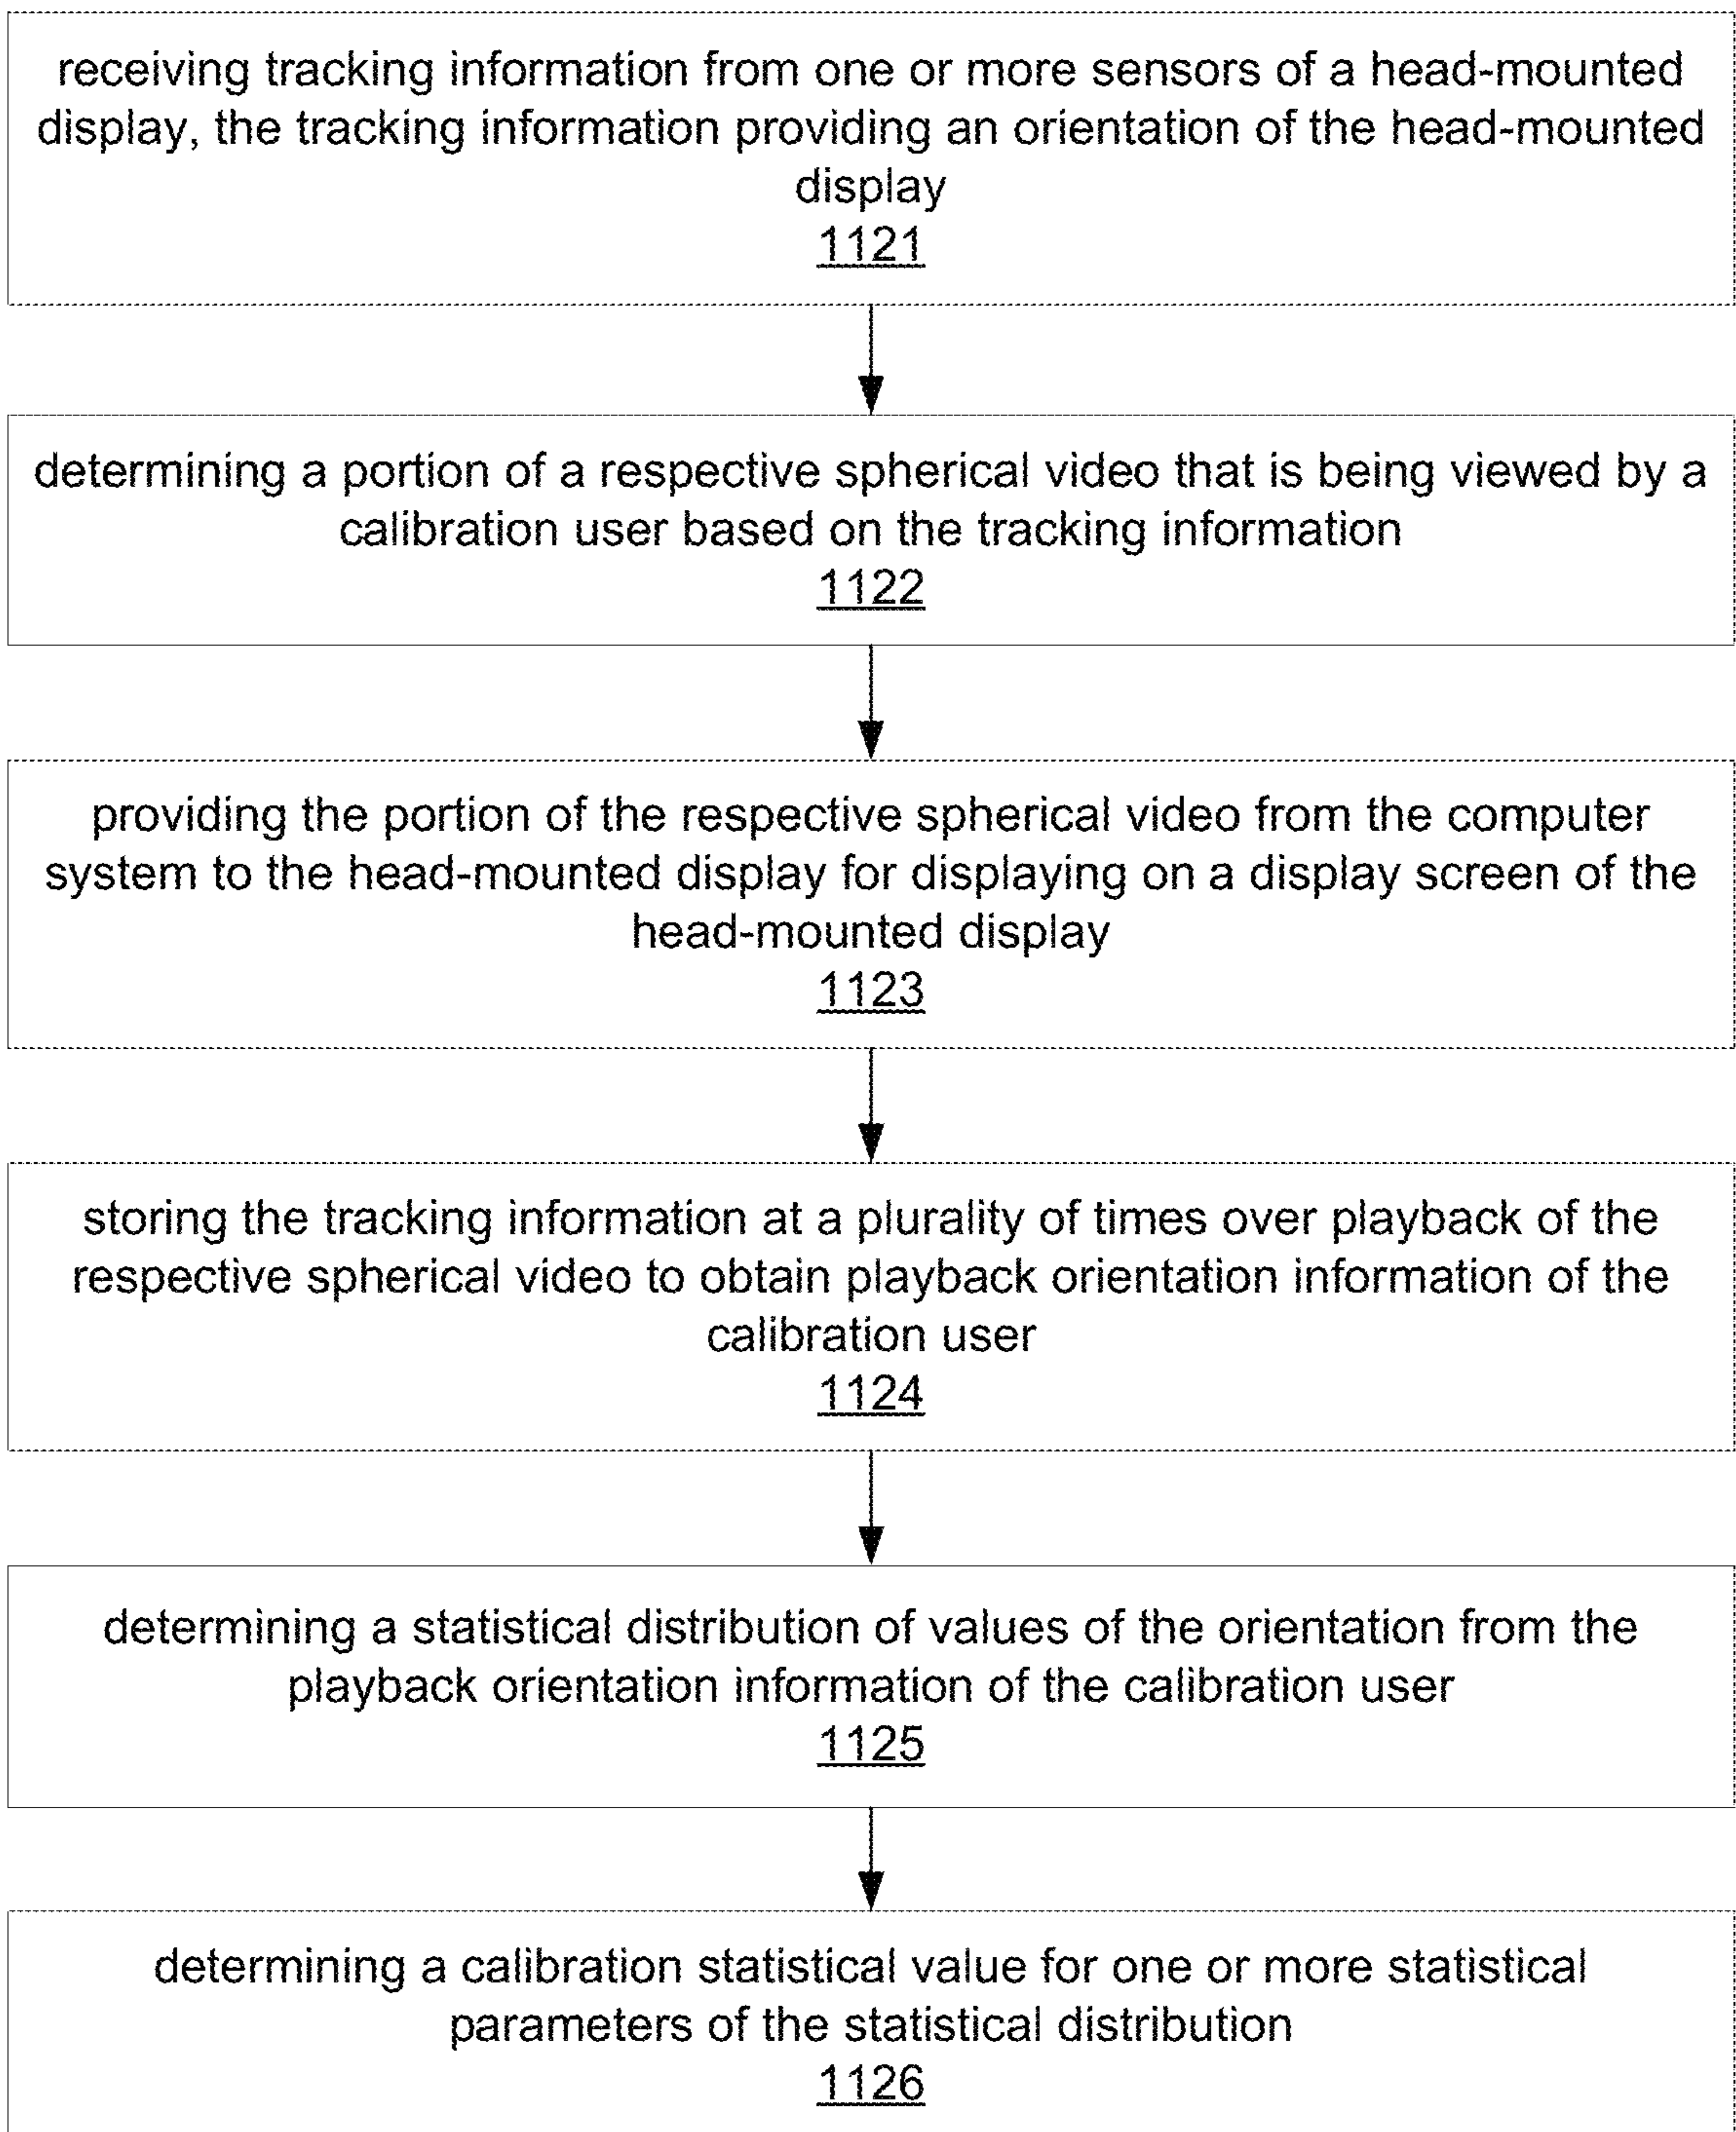 receiving tracking information from one or more sensors of a head-mounted
display, the tracking information providing an orientation of the head-mounted
display
1121
determining a portion of a respective spherical video that is being viewed by a
calibration user based on the tracking information
1122
providing the portion of the respective spherical video from the computer
system to the head-mounted display for displaying on a display screen of the
head-mounted display
1123
storing the tracking information at a plurality of times over playback of the
respective spherical video to obtain playback orientation information of the
calibration user
1124
determining a statistical distribution of values of the orientation from the
playback orientation information of the calibration user
1125
determining a calibration statistical value for one or more statistical
parameters of the statistical distribution
1126